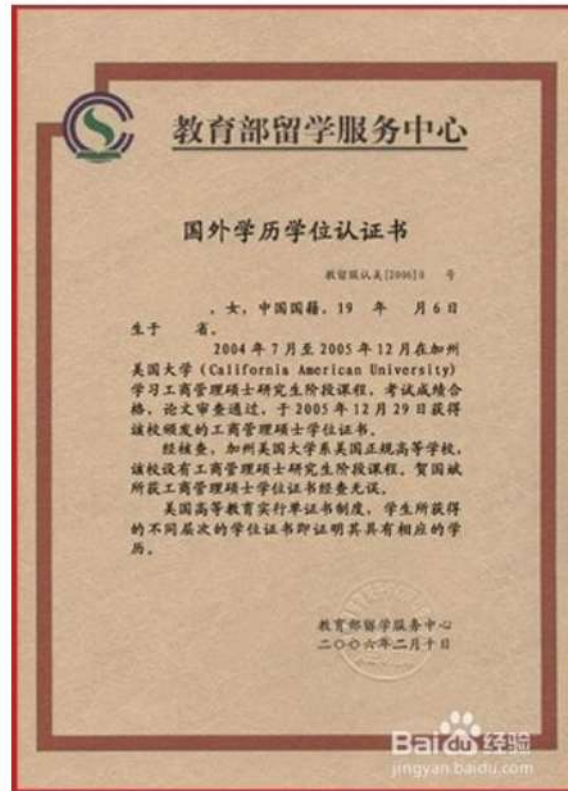 教育部留学服务中心
国外学历学位认证书
教留服认美[2006]0 号
，女，中国国籍，19 年 月6日
生于 省。
2004年7月至2005年12月在加州
美国大学（California American University）
学习工商管理硕士研究生阶段课程，考试成绩合
格，论文审查通过，于2005年12月29日获得
该校颁发的工商管理硕士学位证书。
经核查，加州美国大学系美国正规高等学校，
该校设有工商管理硕士研究生阶段课程。贺国斌
所获工商管理硕士学位证书经查无误。
美国高等教育实行单证书制度，学生所获得
的不同层次的学位证书即证明其具有相应的学
历。
教育部留学服务中心
二〇〇六年二月十日
Baidu 经验
jingyan.baidu.com